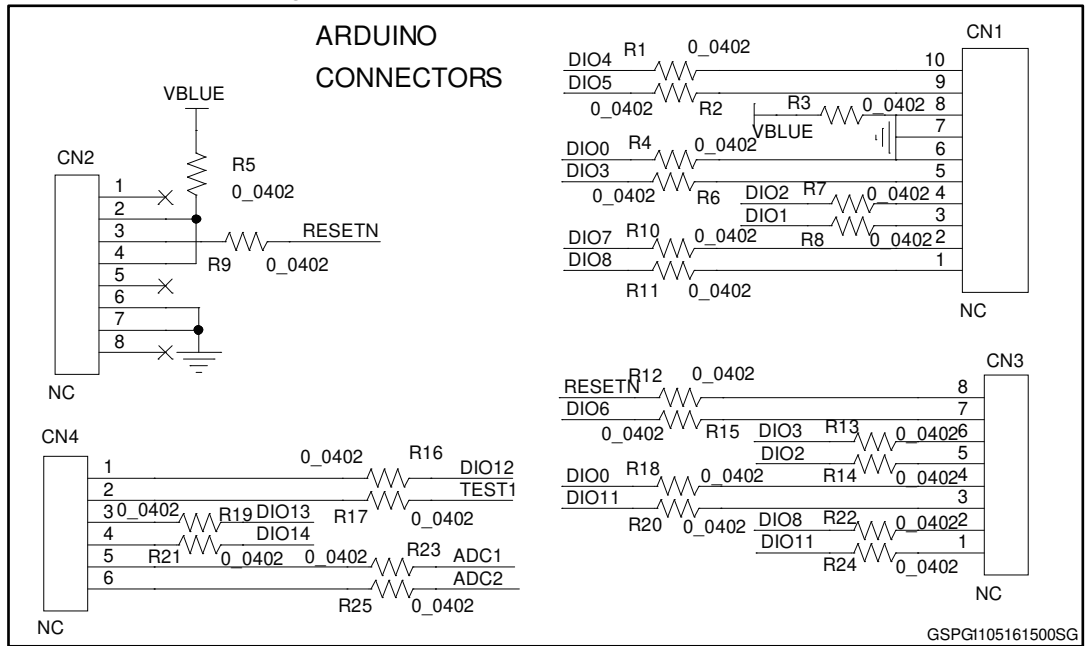 ARDUINO
CONNECTORS
VBLUE
CN2
R5
0_0402
1
2
3
RESETN
4
R9
0_0402
5
6
7
8
NC
CN1
R1
0_0402
DIO4
10
DIO5
9
0_0402
R2
R3
0_0402
8
VBLUE
7
DIO0
R4
0_0402
6
DIO3
5
0_0402
R6
DIO2
R7
0_0402
4
DIO1
3
R8
0_0402
DIO7
R10
0_0402
2
DIO8
1
R11
0_0402
NC
CN4
0_0402
R16
1
DIO12
2
TEST1
3
0_0402
R19
DIO13
R17
0_0402
4
DIO14
R21
0_0402
0_0402
R23
5
ADC1
6
ADC2
R25
0_0402
NC
CN3
R12
0_0402
RESETN
8
DIO6
7
0_0402
R15
DIO3
R13
0_0402
6
DIO2
5
R14
0_0402
DIO0
R18
0_0402
4
DIO11
3
R20
0_0402
DIO8
R22
0_0402
2
DIO11
1
R24
0_0402
NC
GSPG1105161500SG